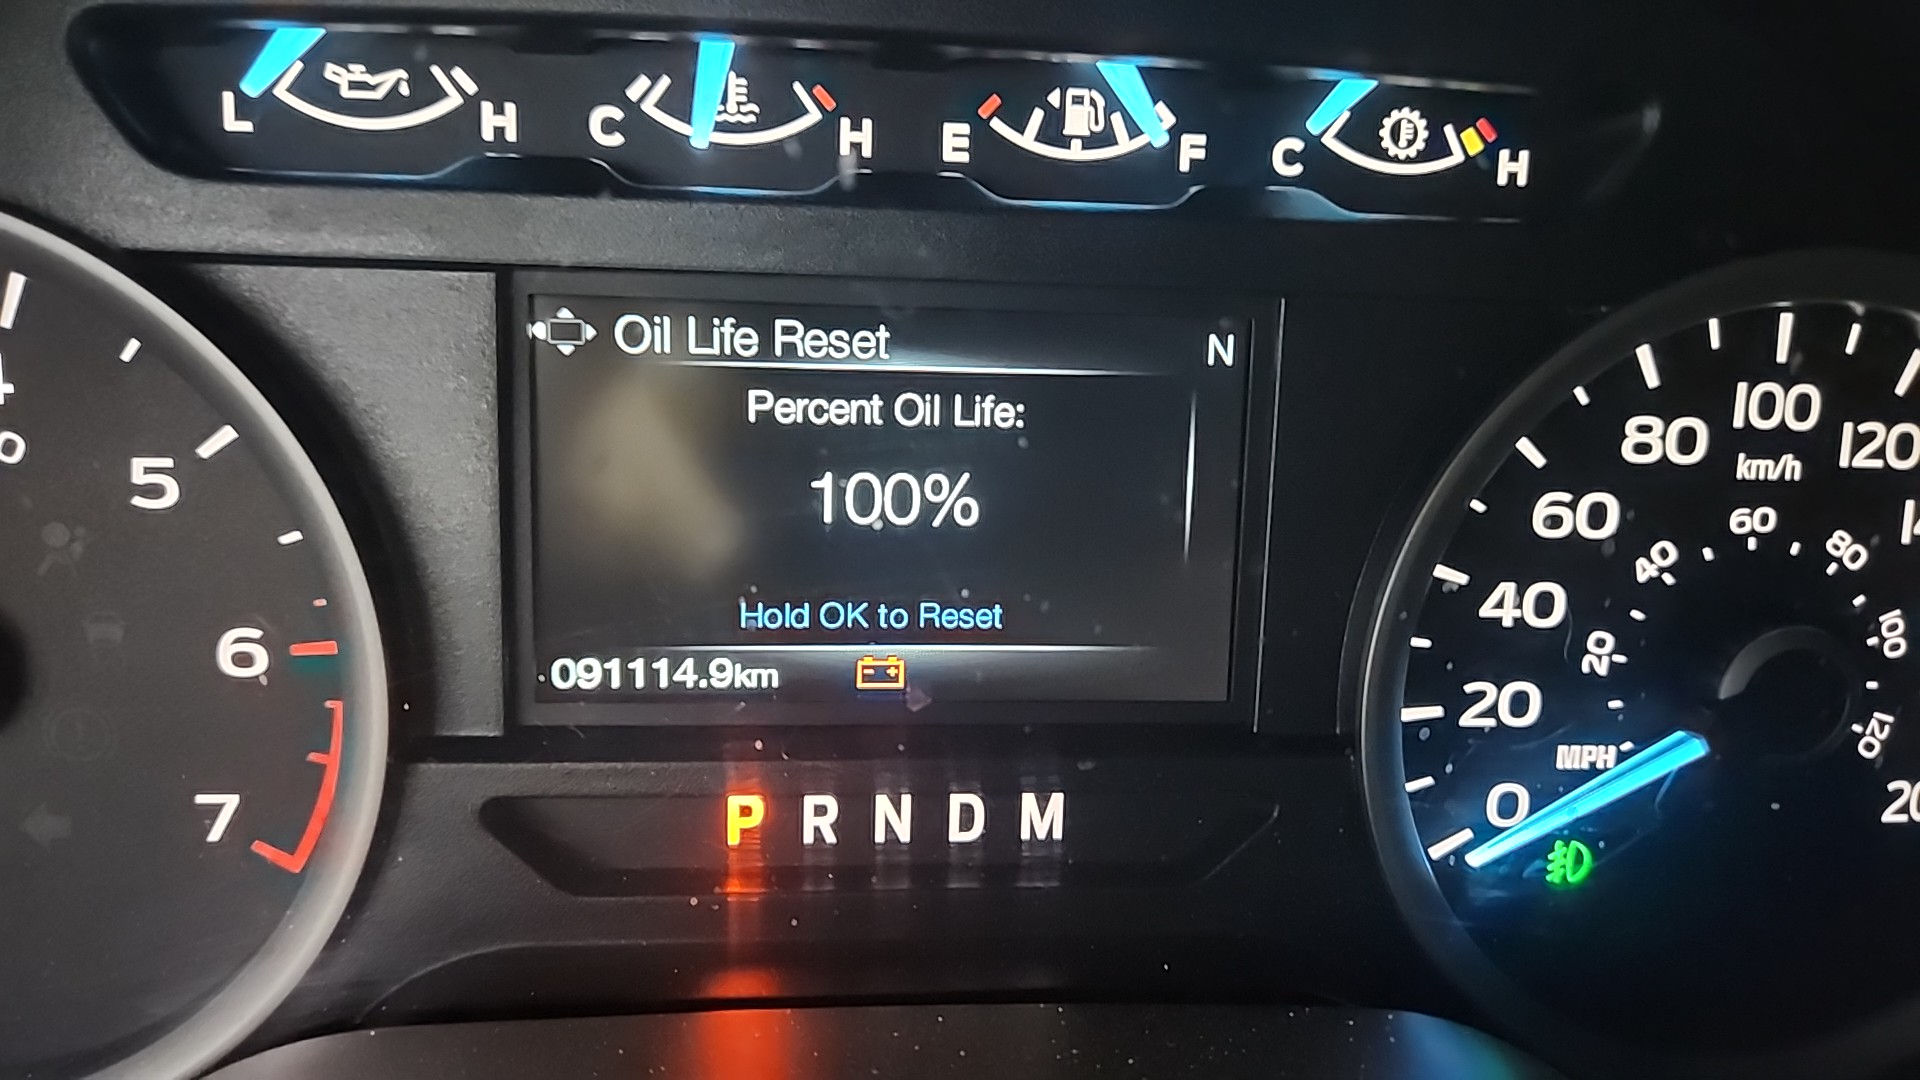 L H C H E F C H
Oil Life Reset N
Percent Oil Life:
100%
Hold OK to Reset
091114.9km
P R N D M
5
6
7
0 20 40 60 80 100 120
km/h
20 40 60 80 100 120
MPH